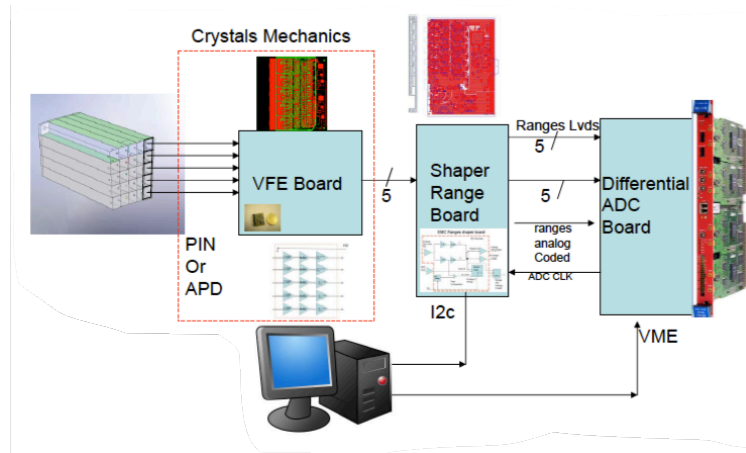 Crystals Mechanics
VFE Board
5
Shaper
Range
Board
Ranges Lvds
5
5
Differential
ADC
Board
ranges
analog
Coded
ADC CLK
PIN
Or
APD
I2c
VME